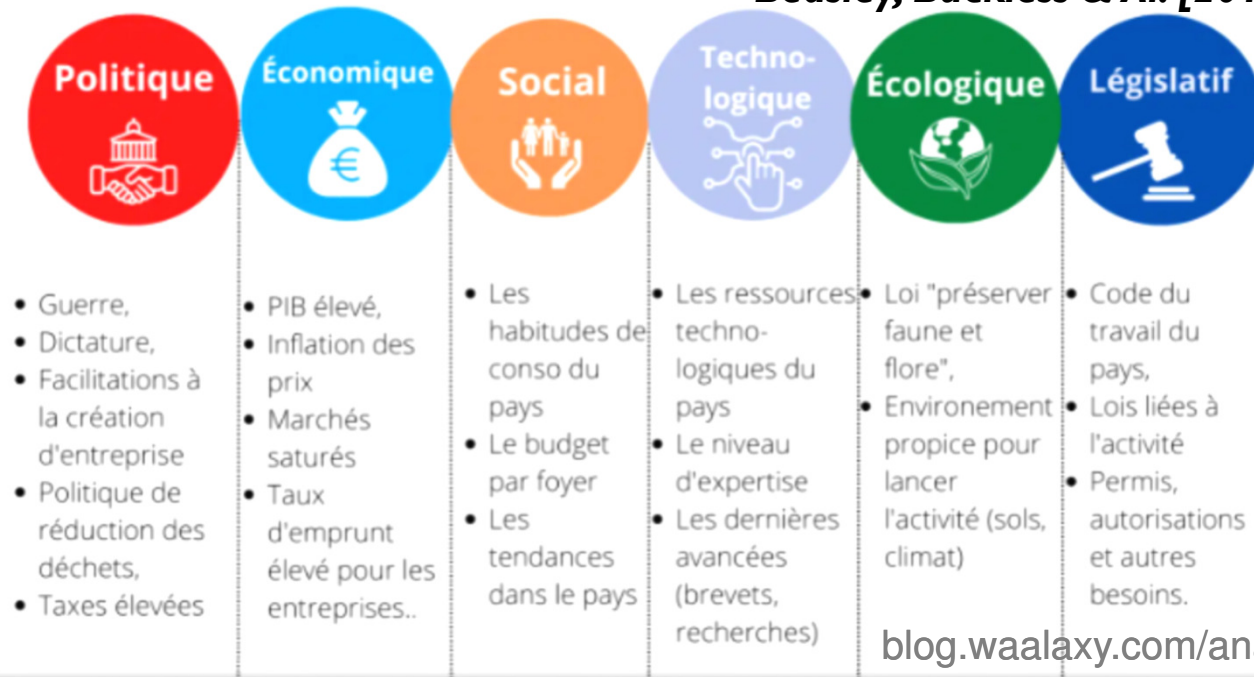 Beasley, Buckless & Al. [201
Politique
Économique
Social
Techno-
logique
Écologique
Législatif
Guerre,
Dictature,
Facilitations à
la création
d'entreprise
Politique de
réduction des
déchets,
Taxes élevées
PIB élevé,
Inflation des
prix
Marchés
saturés
Taux
d'emprunt
élevé pour les
entreprises..
Les
habitudes de
conso du
pays
Le budget
par foyer
Les
tendances
dans le pays
Les ressources
techno-
logiques du
pays
Le niveau
d'expertise
Les dernières
avancées
(brevets,
recherches)
Loi "préserver
faune et
flore",
Environement
propice pour
lancer
l'activité (sols,
climat)
Code du
travail du
pays,
Lois liées à
l'activité
Permis,
autorisations
et autres
besoins.
blog.waalaxy.com/an